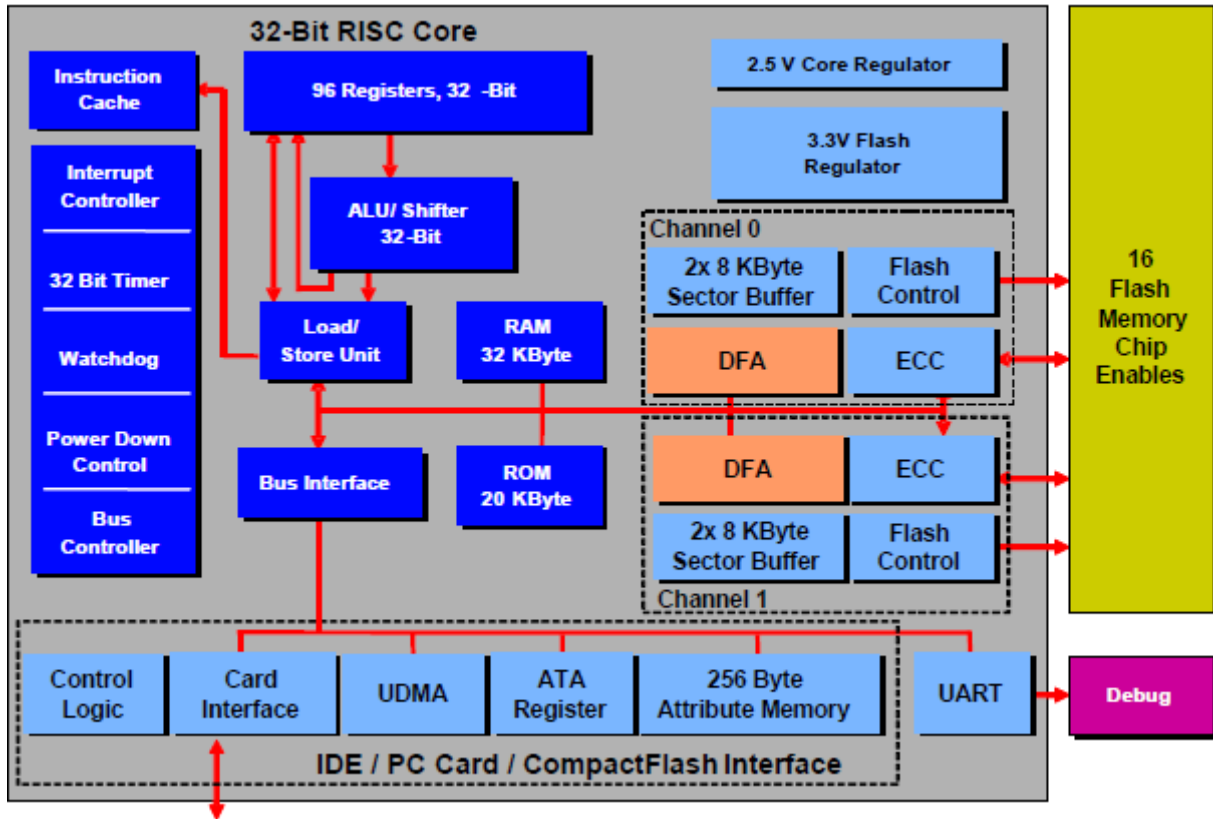 32-Bit RISC Core
Instruction
Cache
96 Registers, 32 -Bit
2.5 V Core Regulator
3.3V Flash
Regulator
Interrupt
Controller
32 Bit Timer
Watchdog
Power Down
Control
Bus
Controller
ALU/ Shifter
32-Bit
Load/
Store Unit
RAM
32 KByte
Bus Interface
ROM
20 KByte
Channel 0
2x 8 KByte
Sector Buffer
Flash
Control
DFA
ECC
DFA
ECC
2x 8 KByte
Sector Buffer
Flash
Control
Channel 1
16
Flash
Memory
Chip
Enables
Control
Logic
Card
Interface
UDMA
ATA
Register
256 Byte
Attribute Memory
UART
Debug
IDE / PC Card / CompactFlash Interface